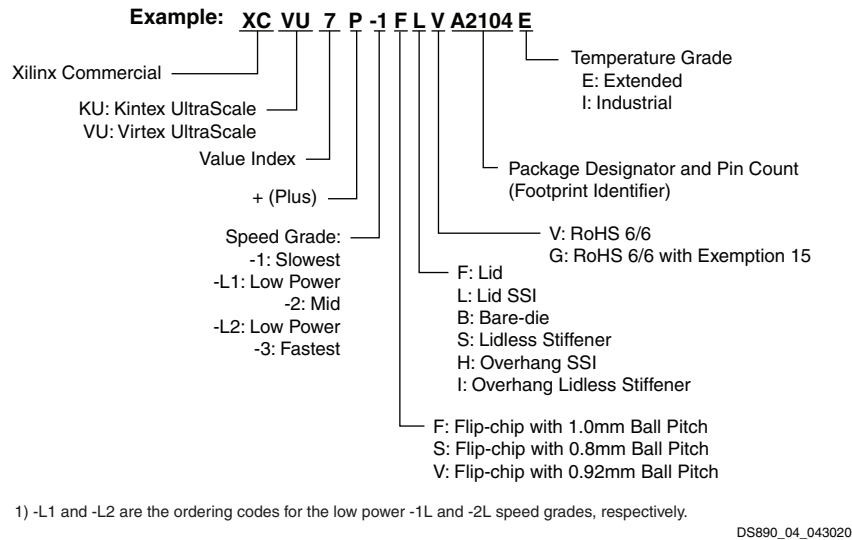 Example: XC VU 7 P -1 F L V A2104 E
Xilinx Commercial
KU: Kintex UltraScale
VU: Virtex UltraScale
Value Index
+ (Plus)
Speed Grade:
-1: Slowest
-L1: Low Power
-2: Mid
-L2: Low Power
-3: Fastest
Temperature Grade
E: Extended
I: Industrial
Package Designator and Pin Count
(Footprint Identifier)
V: RoHS 6/6
G: RoHS 6/6 with Exemption 15
F: Lid
L: Lid SSI
B: Bare-die
S: Lidless Stiffener
H: Overhang SSI
I: Overhang Lidless Stiffener
F: Flip-chip with 1.0mm Ball Pitch
S: Flip-chip with 0.8mm Ball Pitch
V: Flip-chip with 0.92mm Ball Pitch
1) -L1 and -L2 are the ordering codes for the low power -1L and -2L speed grades, respectively.
DS890_04_043020